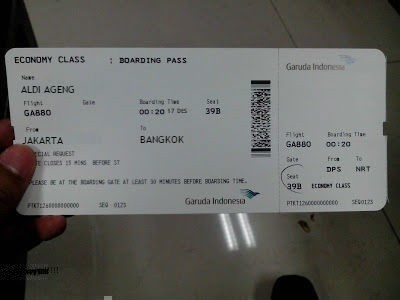 ECONOMY CLASS : BOARDING PASS
Name
ALDI AGENG
Flight Gate Boarding Time Seat
GA880 00:20 17 DES 39B
From To
JAKARTA BANGKOK
SPECIAL REQUEST
GATE CLOSES 15 MINS BEFORE ST
PLEASE BE AT THE BOARDING GATE AT LEAST 30 MINUTES BEFORE BOARDING TIME.
Garuda Indonesia
PTKT1260000000000 SEQ 0123
Garuda Indonesia
Flight Boarding Time
GA880 00:20
Gate From To
DPS NRT
Seat
39B ECONOMY CLASS
PTKT1260000000000 SEQ 0123